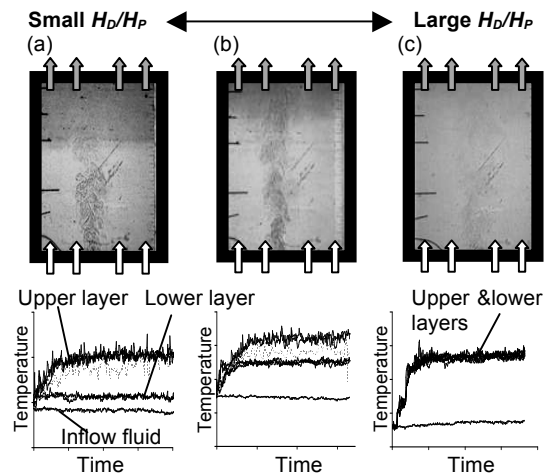 Small H_D/H_P
Large H_D/H_P
(a)
(b)
(c)
Upper layer
Lower layer
Upper &lower
layers
Temperature
Temperature
Temperature
Inflow fluid
Time
Time
Time